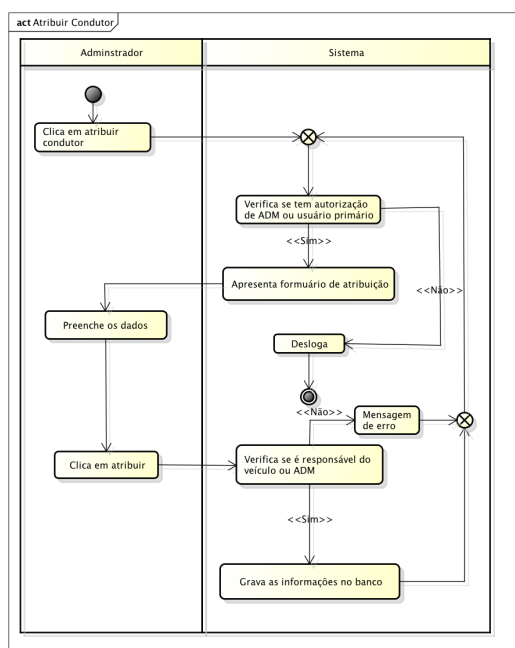 act Atribuir Condutor
Adminstrador
Sistema
Clica em atribuir
condutor
Verifica se tem autorização
de ADM ou usuário primário
<<Sim>>
Apresenta formuário de atribuição
<<Não>>
Preenche os dados
Desloga
<<Não>>
Mensagem
de erro
Clica em atribuir
Verifica se é responsável do
veículo ou ADM
<<Sim>>
Grava as informações no banco